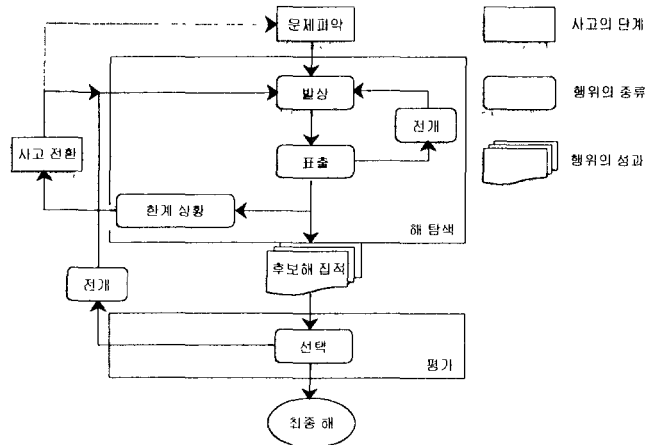 문제파악
사고의 단계
발상
행위의 종류
전개
사고 전환
표출
행위의 성과
한계 상황
해 탐색
후보해 집적
전개
선택
평가
최종 해